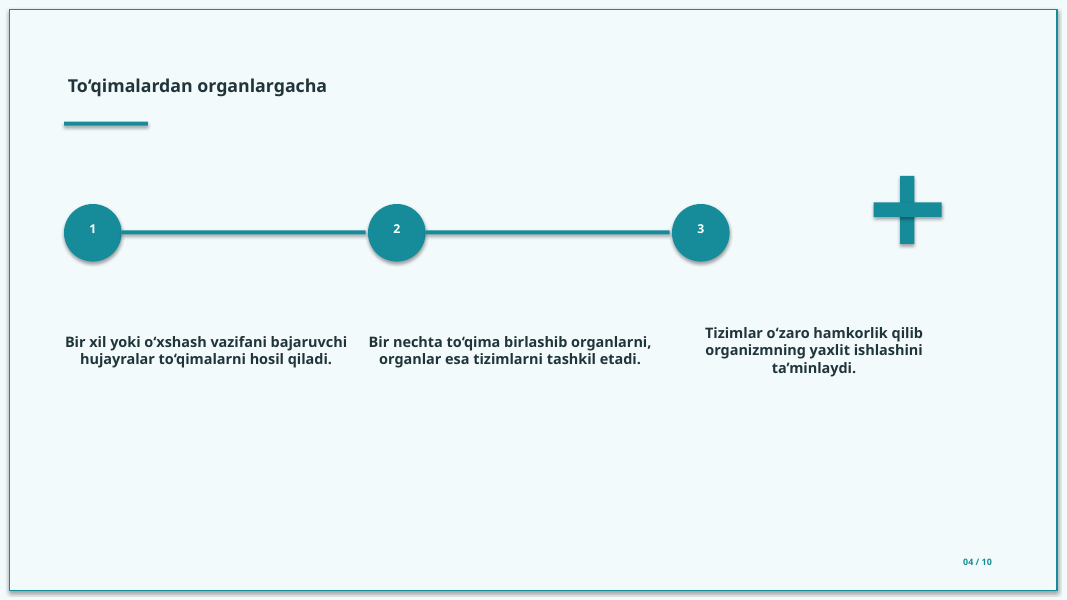 To‘qimalardan organlargacha
1
2
3
Bir xil yoki o‘xshash vazifani bajaruvchi
hujayralar to‘qimalarni hosil qiladi.
Bir nechta to‘qima birlashib organlarni,
organlar esa tizimlarni tashkil etadi.
Tizimlar o‘zaro hamkorlik qilib
organizmning yaxlit ishlashini
ta’minlaydi.
04 / 10